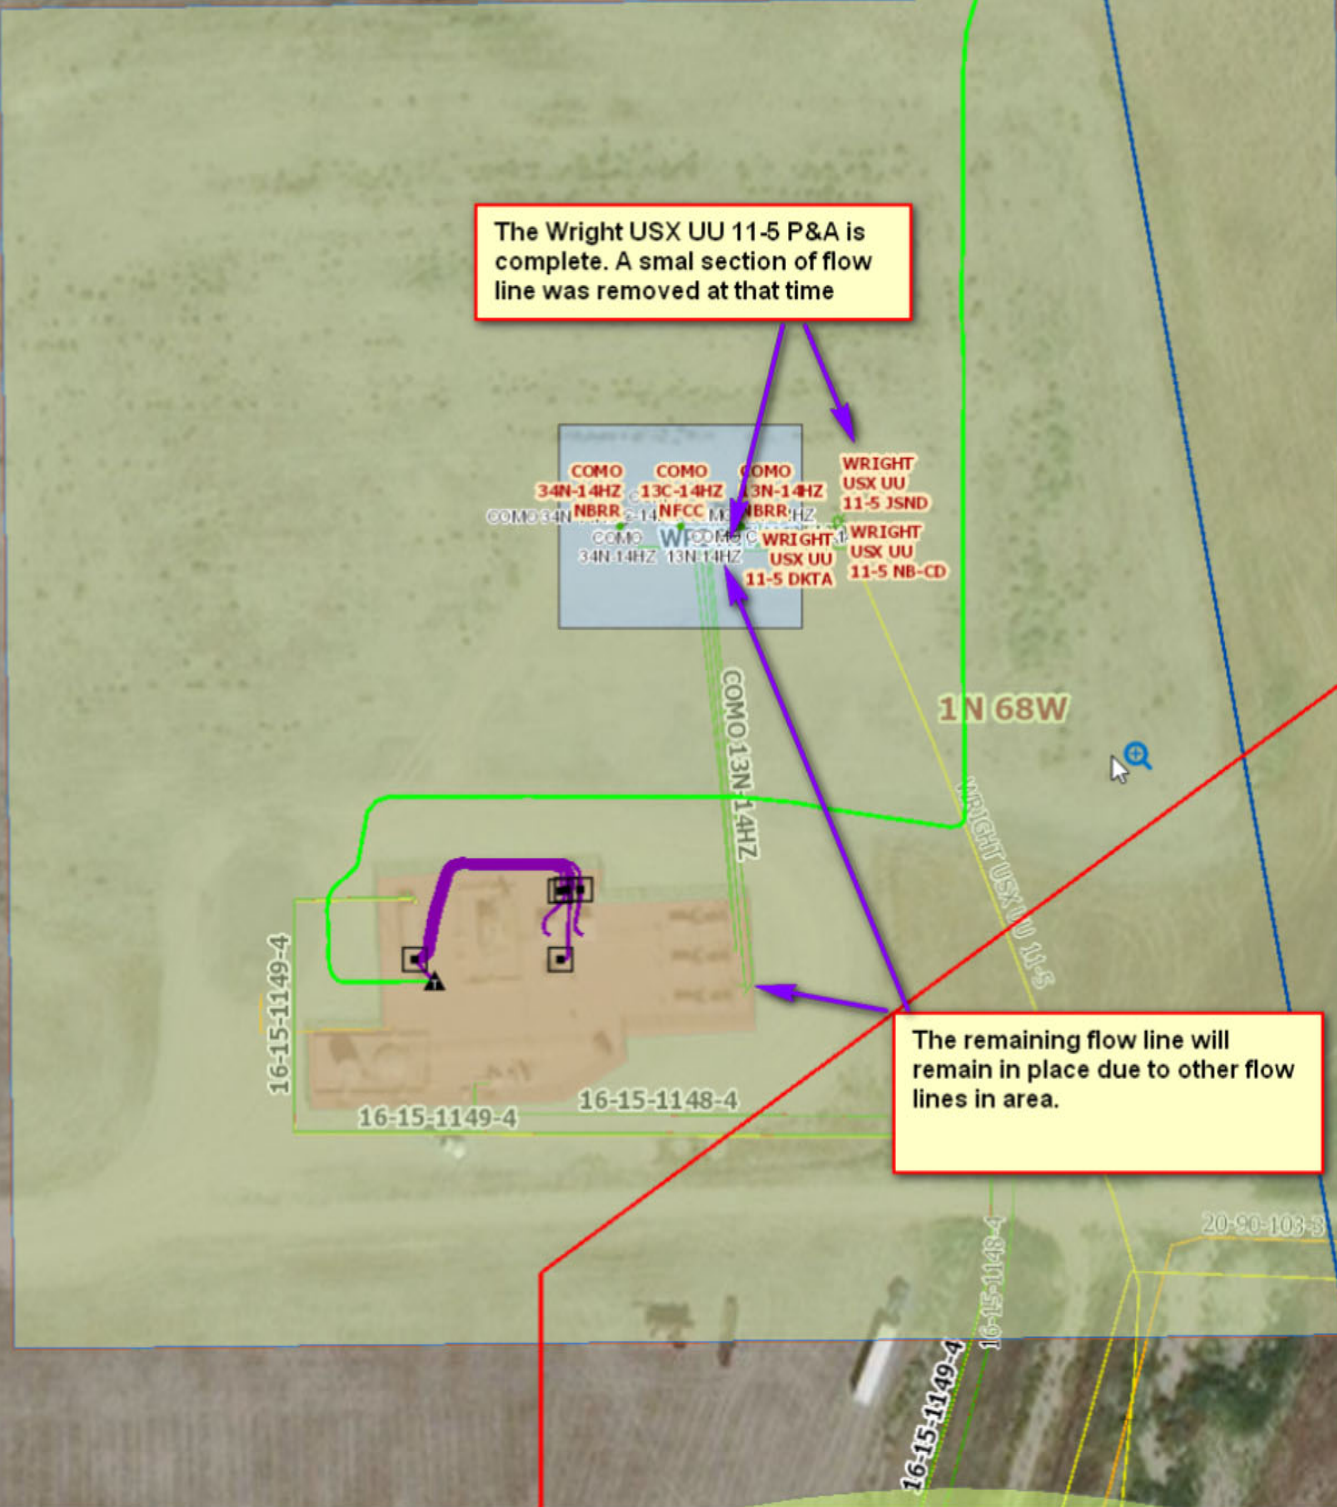 The Wright USX UU 11-5 P&A is
complete. A smal section of flow
line was removed at that time
COMO
34N-14HZ
NBRR
COMO
13C-14HZ
NFCC
COMO
13N-14HZ
NBRR
WRIGHT
USX UU
11-5 JSND
COMO 34N
HZ
COMO
34N-14HZ
COMO
13N-14HZ
WRIGHT
USX UU
11-5 DKTA
WRIGHT
USX UU
11-5 NB-CD
COMO 13N-14HZ
1N 68W
WRIGHT USX UU 11-5
16-15-1149-4
16-15-1149-4
16-15-1148-4
The remaining flow line will
remain in place due to other flow
lines in area.
20-90-103-3
16-15-1148-4
16-15-1149-4